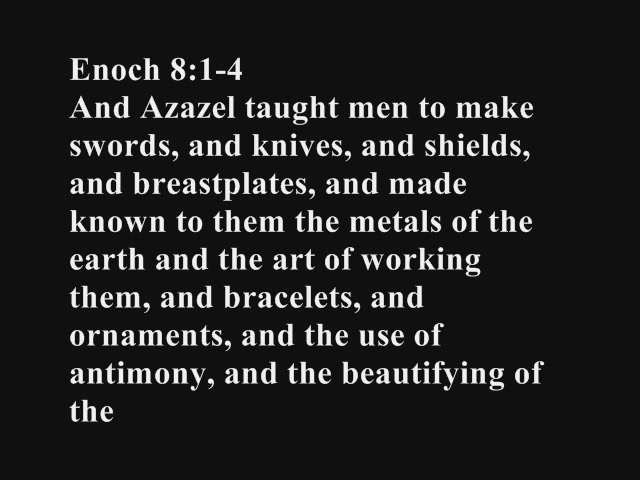 Enoch 8:1-4
And Azazel taught men to make
swords, and knives, and shields,
and breastplates, and made
known to them the metals of the
earth and the art of working
them, and bracelets, and
ornaments, and the use of
antimony, and the beautifying of
the